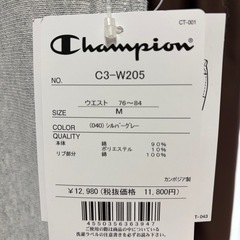 CT-001
Champion
NO. C3-W205
ウエスト 76〜84
SIZE M
COLOR (040) シルバーグレー
QUALITY
本体 綿 90%
ポリエステル 10%
リブ部分 綿 100%
カンボジア製
¥12,980 (税抜価格 11,800円)
4550356363947
T-043